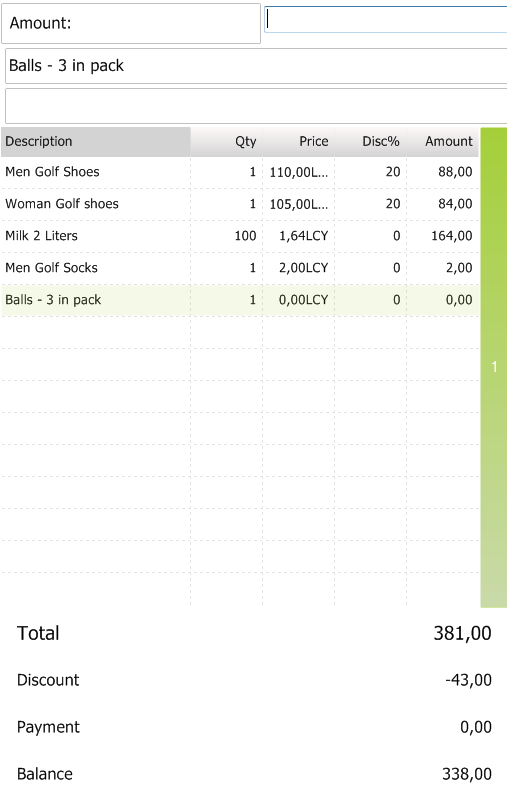 Amount:
Balls - 3 in pack
Description Qty Price Disc% Amount
Men Golf Shoes 1 110,00L... 20 88,00
Woman Golf shoes 1 105,00L... 20 84,00
Milk 2 Liters 100 1,64LCY 0 164,00
Men Golf Socks 1 2,00LCY 0 2,00
Balls - 3 in pack 1 0,00LCY 0 0,00
1
Total 381,00
Discount -43,00
Payment 0,00
Balance 338,00